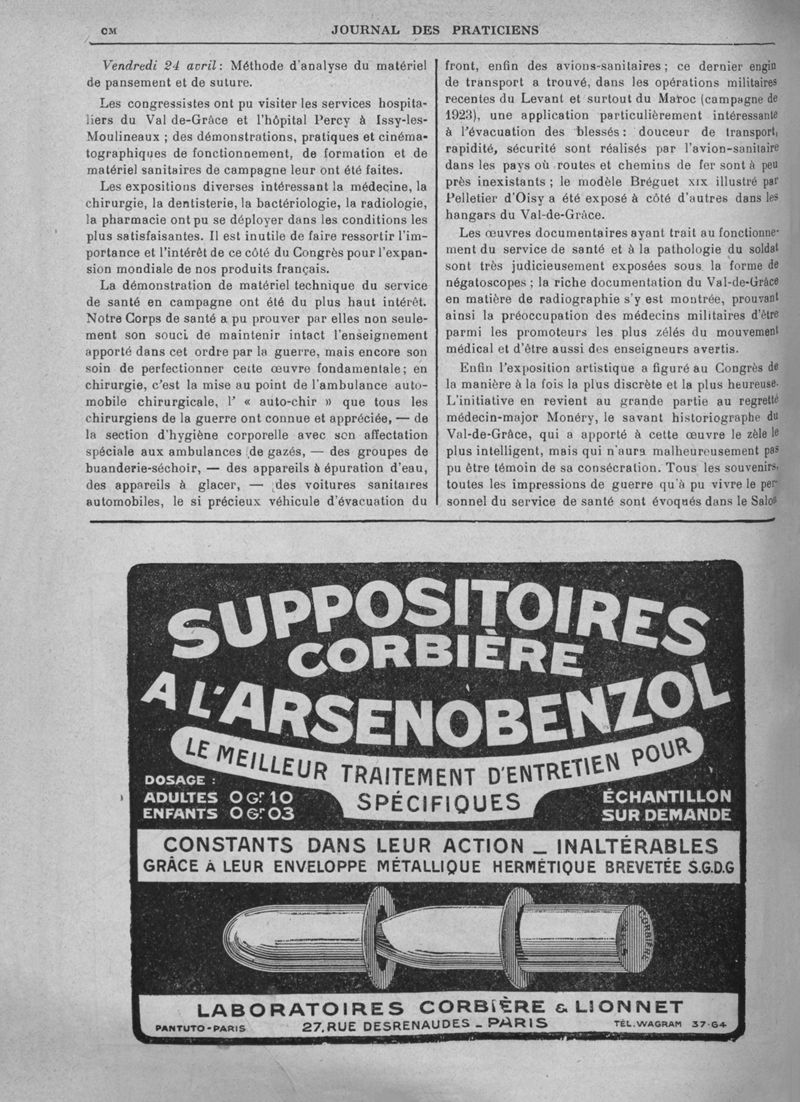 CM
JOURNAL DES PRATICIENS
Vendredi 24 avril : Méthode d'analyse du matériel
de pansement et de suture.
Les congressistes ont pu visiter les services hospita-
liers du Val de-Grâce et l'hôpital Percy à Issy-les-
Moulineaux ; des démonstrations, pratiques et cinéma-
tographiques de fonctionnement, de formation et de
matériel sanitaires de campagne leur ont été faites.
Les expositions diverses intéressant la médecine, la
chirurgie, la dentisterie, la bactériologie, la radiologie,
la pharmacie ont pu se déployer dans les conditions les
plus satisfaisantes. Il est inutile de faire ressortir l'im-
portance et l'intérêt de ce côté du Congrès pour l'expan-
sion mondiale de nos produits français.
La démonstration de matériel technique du service
de santé en campagne ont été du plus haut intérêt.
Notre Corps de santé a pu prouver par elles non seule-
ment son souci de maintenir intact l'enseignement
apporté dans cet ordre par la guerre, mais encore son
soin de perfectionner cette œuvre fondamentale ; en
chirurgie, c'est la mise au point de l'ambulance auto-
mobile chirurgicale, l' « auto-chir » que tous les
chirurgiens de la guerre ont connue et appréciée, — de
la section d'hygiène corporelle avec son affectation
spéciale aux ambulances de gazés, — des groupes de
buanderie-séchoir, — des appareils à épuration d'eau,
des appareils à glacer, — des voitures sanitaires
automobiles, le si précieux véhicule d'évacuation du
front, enfin des avions-sanitaires ; ce dernier engin
de transport a trouvé, dans les opérations militaires
recentes du Levant et surtout du Maroc (campagne de
1923), une application particulièrement intéressante
à l'évacuation des blessés : douceur de transport,
rapidité, sécurité sont réalisés par l'avion-sanitaire
dans les pays où routes et chemins de fer sont à peu
près inexistants ; le modèle Bréguet XIX illustré par
Pelletier d'Oisy a été exposé à côté d'autres dans les
hangars du Val-de-Grâce.
Les œuvres documentaires ayant trait au fonctionne-
ment du service de santé et à la pathologie du soldat
sont très judicieusement exposées sous la forme de
négatoscopes ; la riche documentation du Val-de-Grâce
en matière de radiographie s'y est montrée, prouvant
ainsi la préoccupation des médecins militaires d'être
parmi les promoteurs les plus zélés du mouvement
médical et d'être aussi des enseigneurs avertis.
Enfin l'exposition artistique a figuré au Congrès de
la manière à la fois la plus discrète et la plus heureuse.
L'initiative en revient au grande partie au regretté
médecin-major Monéry, le savant historiographe du
Val-de-Grâce, qui a apporté à cette œuvre le zèle le
plus intelligent, mais qui n'aura malheureusement pas
pu être témoin de sa consécration. Tous les souvenirs,
toutes les impressions de guerre qu'a pu vivre le per-
sonnel du service de santé sont évoqués dans le Salon
SUPPOSITOIRES
CORBIÈRE
A L'ARSENOBENZOL
LE MEILLEUR TRAITEMENT D'ENTRETIEN POUR
SPÉCIFIQUES
DOSAGE :
ADULTES 0 Gr 10
ENFANTS 0 Gr 03
ÉCHANTILLON
SUR DEMANDE
CONSTANTS DANS LEUR ACTION _ INALTÉRABLES
GRÂCE A LEUR ENVELOPPE MÉTALLIQUE HERMÉTIQUE BREVETÉE S.G.D.G
CORBIÈRE
LABORATOIRES CORBIÈRE & LIONNET
PANTUTO - PARIS
27, RUE DESRENAUDES _ PARIS
TÉL. WAGRAM 37-64